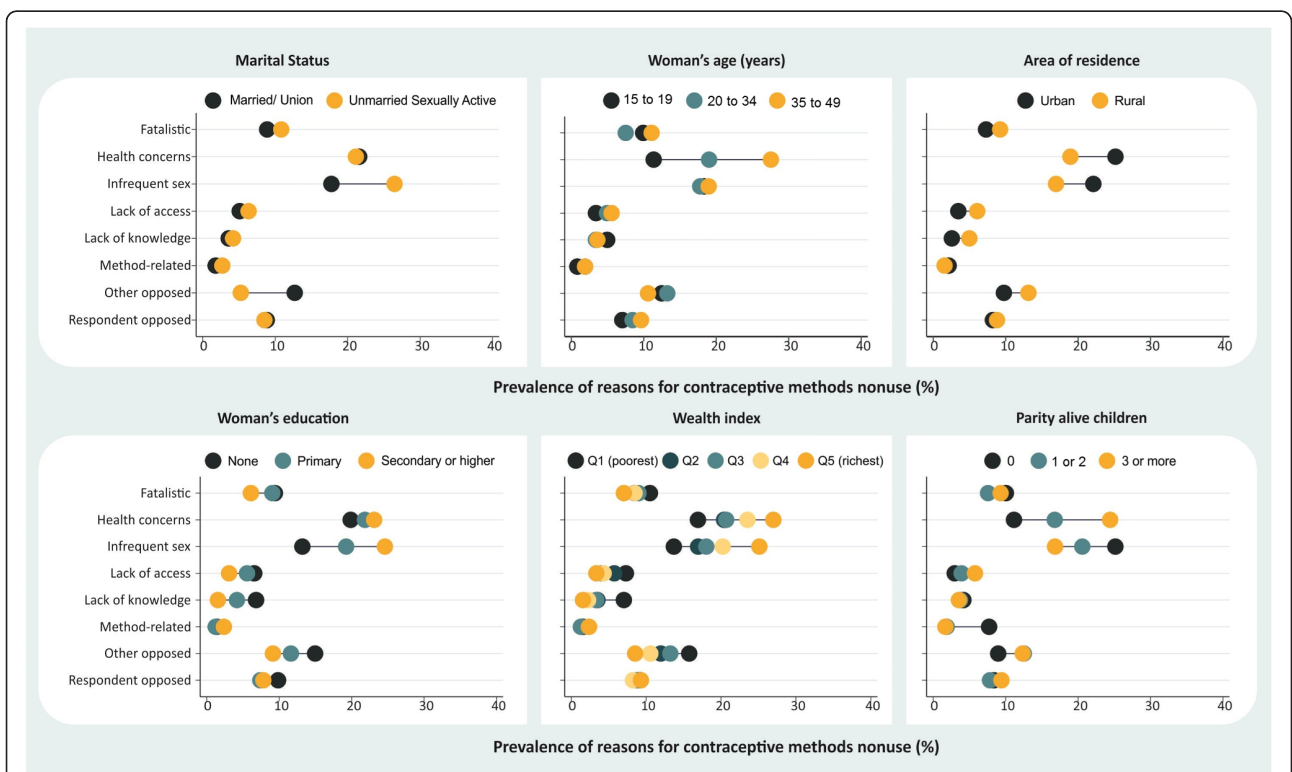 Marital Status
Woman's age (years)
Area of residence
Married/ Union
Unmarried Sexually Active
15 to 19
20 to 34
35 to 49
Urban
Rural
Fatalistic
Health concerns
Infrequent sex
Lack of access
Lack of knowledge
Method-related
Other opposed
Respondent opposed
0 10 20 30 40
0 10 20 30 40
0 10 20 30 40
Prevalence of reasons for contraceptive methods nonuse (%)
Woman's education
Wealth index
Parity alive children
None
Primary
Secondary or higher
Q1 (poorest)
Q2
Q3
Q4
Q5 (richest)
0
1 or 2
3 or more
Fatalistic
Health concerns
Infrequent sex
Lack of access
Lack of knowledge
Method-related
Other opposed
Respondent opposed
0 10 20 30 40
0 10 20 30 40
0 10 20 30 40
Prevalence of reasons for contraceptive methods nonuse (%)